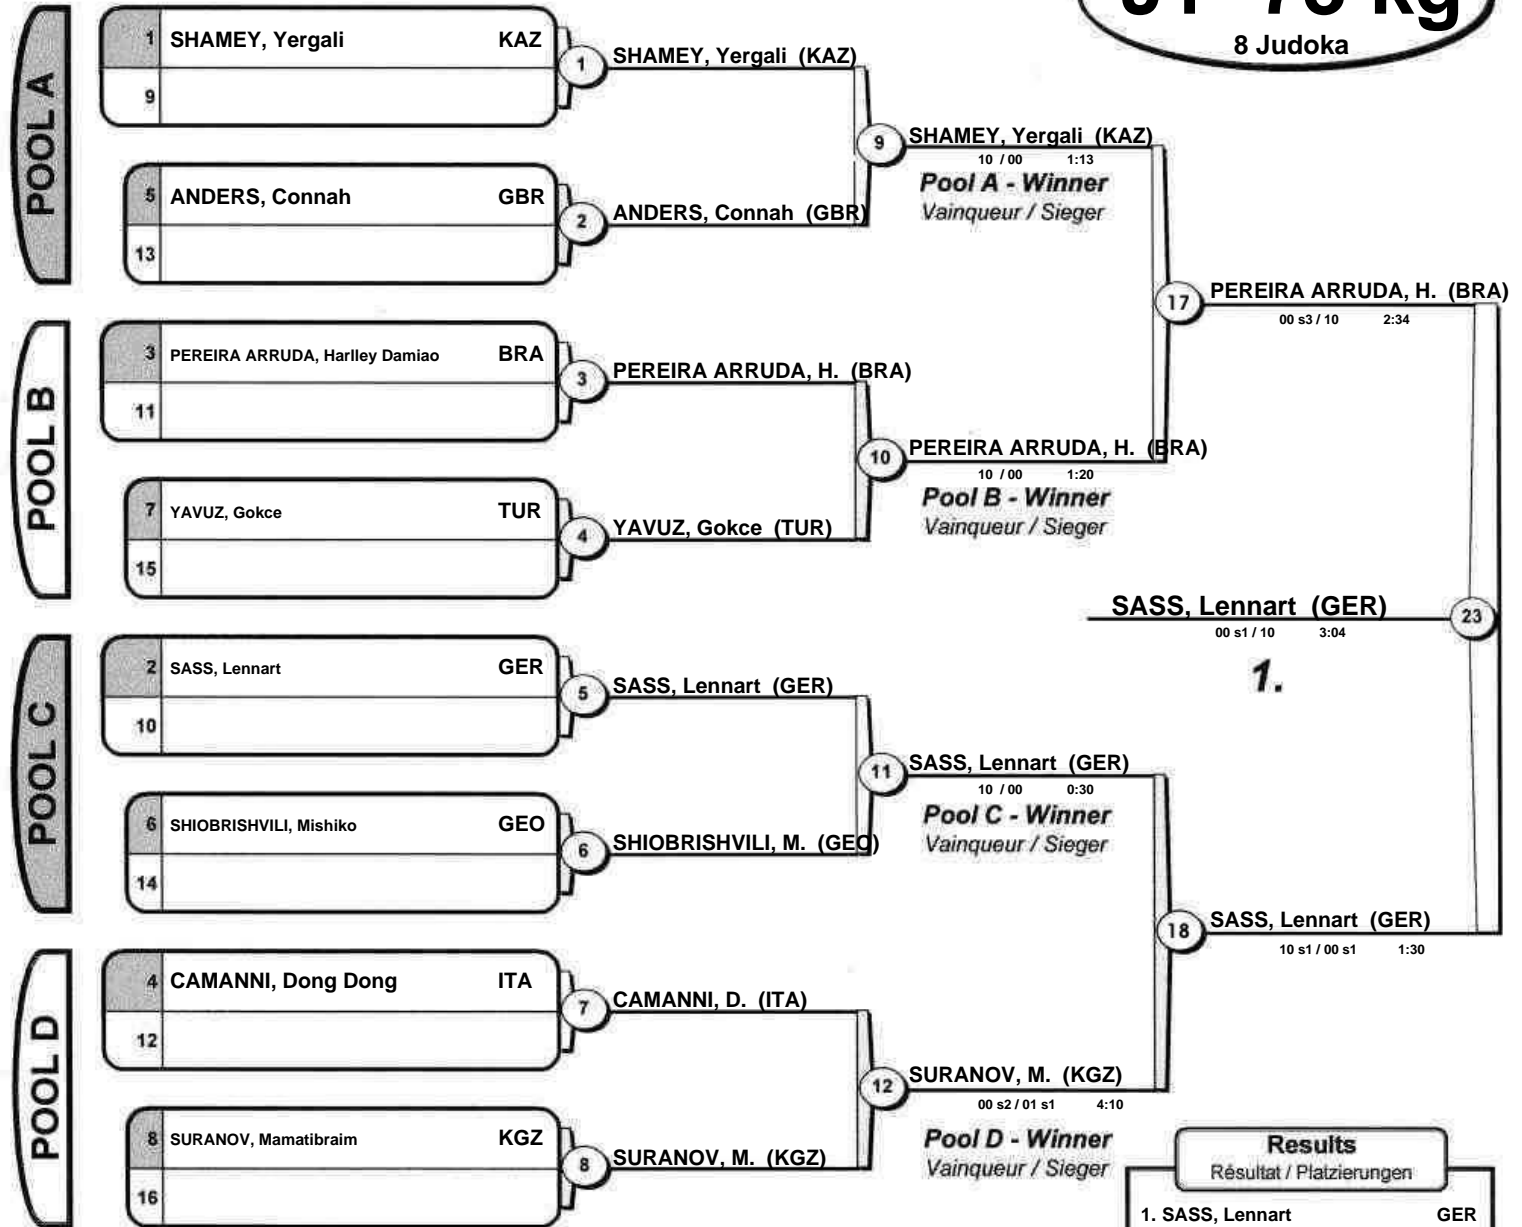 8 Judoka
POOL A
1 SHAMEY, Yergali KAZ
9
1 SHAMEY, Yergali (KAZ)
5 ANDERS, Connah GBR
13
2 ANDERS, Connah (GBR)
9 SHAMEY, Yergali (KAZ)
10 / 00 1:13
Pool A - Winner
Vainqueur / Sieger
POOL B
3 PEREIRA ARRUDA, Harlley Damiao BRA
11
3 PEREIRA ARRUDA, H. (BRA)
7 YAVUZ, Gokce TUR
15
4 YAVUZ, Gokce (TUR)
10 PEREIRA ARRUDA, H. (BRA)
10 / 00 1:20
Pool B - Winner
Vainqueur / Sieger
17 PEREIRA ARRUDA, H. (BRA)
00 s3 / 10 2:34
SASS, Lennart (GER) 23
00 s1 / 10 3:04
1.
POOL C
2 SASS, Lennart GER
10
5 SASS, Lennart (GER)
6 SHIOBRISHVILI, Mishiko GEO
14
6 SHIOBRISHVILI, M. (GEO)
11 SASS, Lennart (GER)
10 / 00 0:30
Pool C - Winner
Vainqueur / Sieger
18 SASS, Lennart (GER)
10 s1 / 00 s1 1:30
POOL D
4 CAMANNI, Dong Dong ITA
12
7 CAMANNI, D. (ITA)
8 SURANOV, Mamatibraim KGZ
16
8 SURANOV, M. (KGZ)
12 SURANOV, M. (KGZ)
00 s2 / 01 s1 4:10
Pool D - Winner
Vainqueur / Sieger
Results
Résultat / Platzierungen
1. SASS, Lennart GER